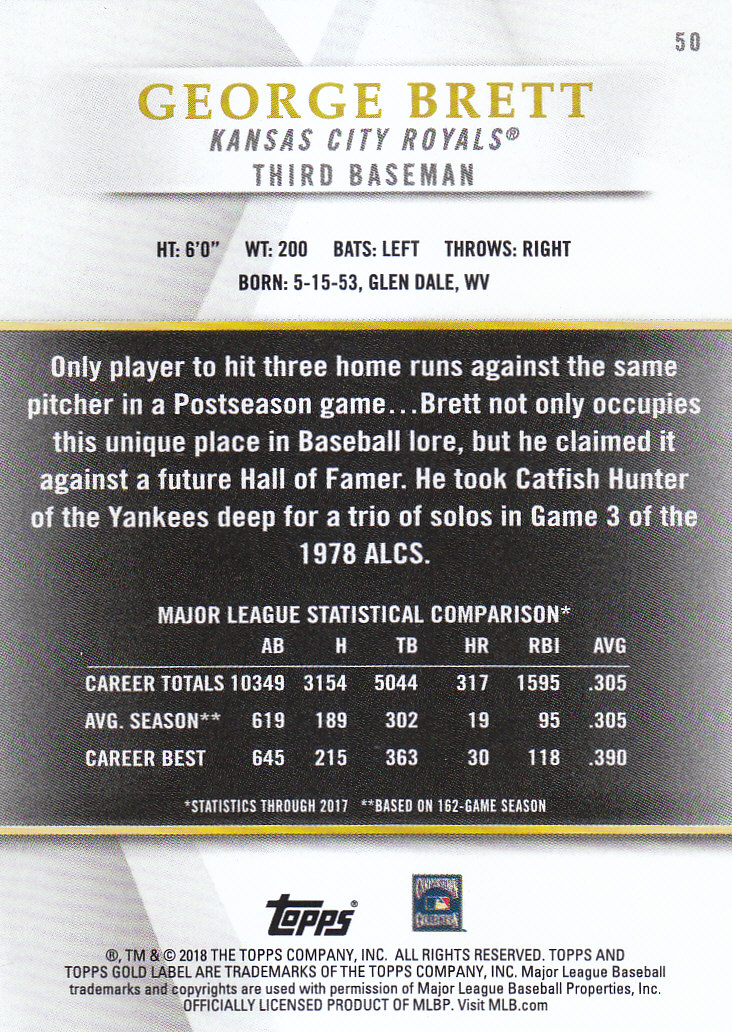 50
GEORGE BRETT
KANSAS CITY ROYALS®
THIRD BASEMAN
HT: 6'0" WT: 200 BATS: LEFT THROWS: RIGHT
BORN: 5-15-53, GLEN DALE, WV
Only player to hit three home runs against the same
pitcher in a Postseason game...Brett not only occupies
this unique place in Baseball lore, but he claimed it
against a future Hall of Famer. He took Catfish Hunter
of the Yankees deep for a trio of solos in Game 3 of the
1978 ALCS.
MAJOR LEAGUE STATISTICAL COMPARISON*
AB H TB HR RBI AVG
CAREER TOTALS 10349 3154 5044 317 1595 .305
AVG. SEASON** 619 189 302 19 95 .305
CAREER BEST 645 215 363 30 118 .390
*STATISTICS THROUGH 2017 **BASED ON 162-GAME SEASON
Topps®
COOPERSTOWN
COLLECTION
®, TM & © 2018 THE TOPPS COMPANY, INC. ALL RIGHTS RESERVED. TOPPS AND
TOPPS GOLD LABEL ARE TRADEMARKS OF THE TOPPS COMPANY, INC. Major League Baseball
trademarks and copyrights are used with permission of Major League Baseball Properties, Inc.
OFFICIALLY LICENSED PRODUCT OF MLBP. Visit MLB.com